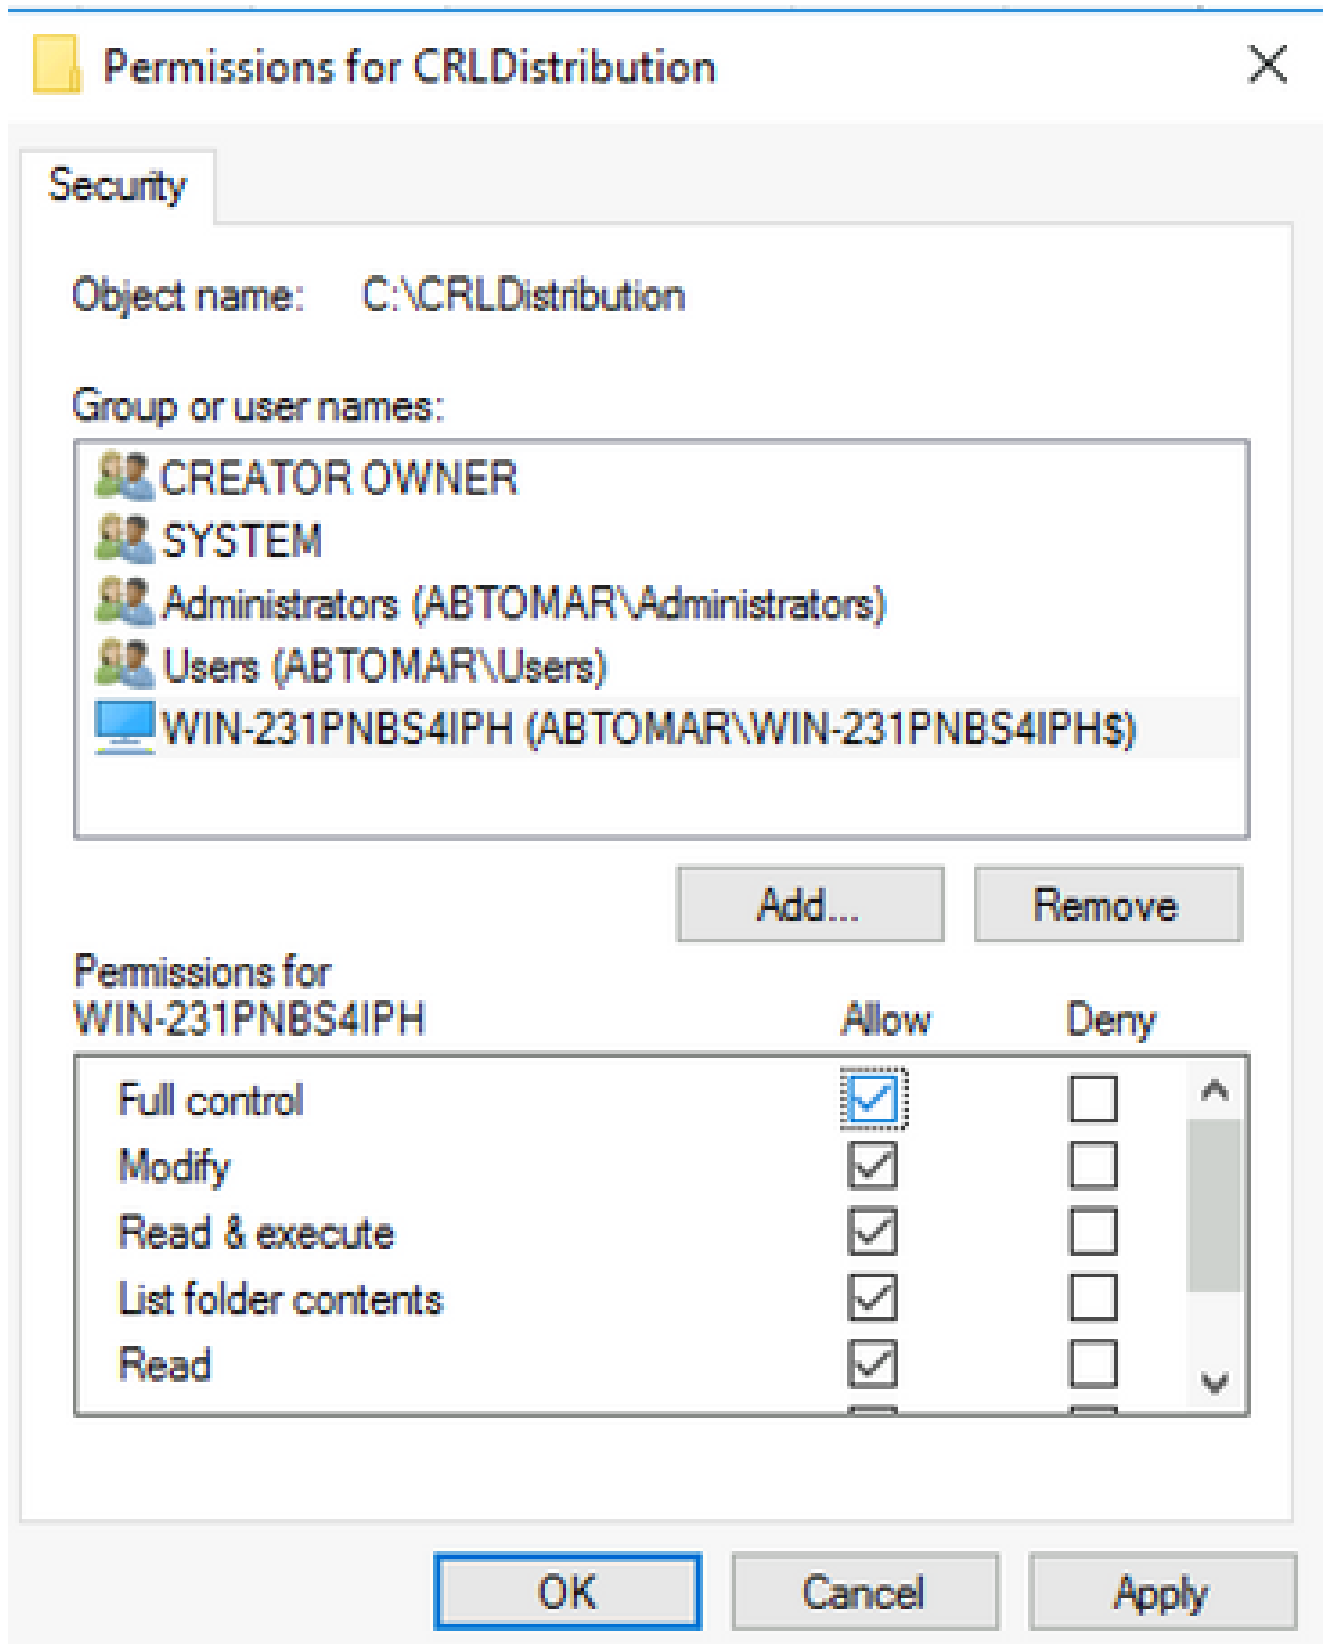 Permissions for CRLDistribution
Security
Object name: C:\CRLDistribution
Group or user names:
CREATOR OWNER
SYSTEM
Administrators (ABTOMAR\Administrators)
Users (ABTOMAR\Users)
WIN-231PNBS4IPH (ABTOMAR\WIN-231PNBS4IPH$)
Add... Remove
Permissions for
WIN-231PNBS4IPH Allow Deny
Full control
Modify
Read & execute
List folder contents
Read
OK Cancel Apply